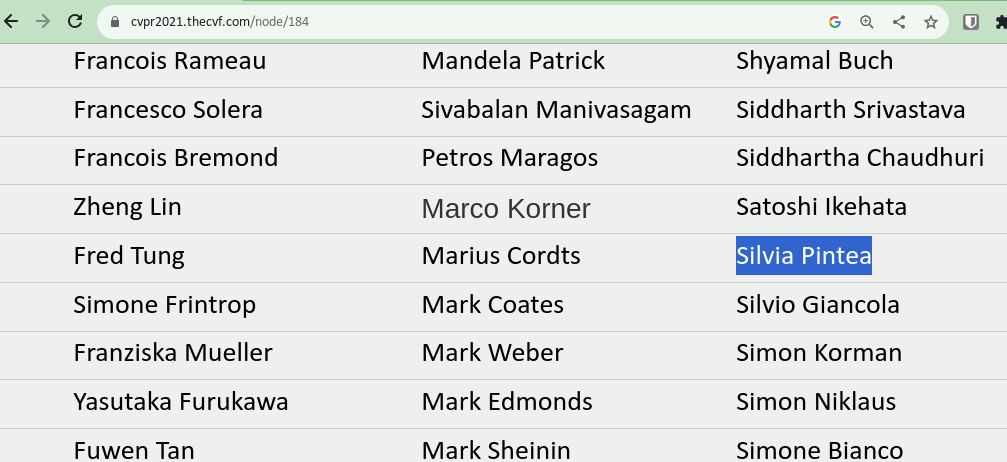 cvpr2021.thecvf.com/node/184
Francois Rameau Mandela Patrick Shyamal Buch
Francesco Solera Sivabalan Manivasagam Siddharth Srivastava
Francois Bremond Petros Maragos Siddhartha Chaudhuri
Zheng Lin Marco Korner Satoshi Ikehata
Fred Tung Marius Cordts Silvia Pintea
Simone Frintrop Mark Coates Silvio Giancola
Franziska Mueller Mark Weber Simon Korman
Yasutaka Furukawa Mark Edmonds Simon Niklaus
Fuwen Tan Mark Sheinin Simone Bianco